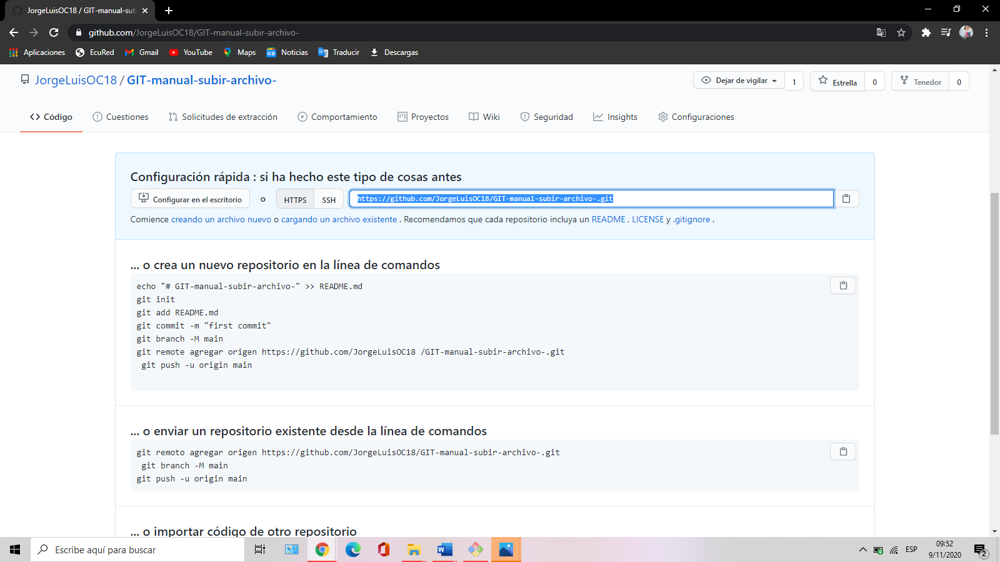 JorgeLuisOC18 / GIT-manual-sub
github.com/JorgeLuisOC18/GIT-manual-subir-archivo-
Aplicaciones EcuRed Gmail YouTube Maps Noticias Traducir Descargas
JorgeLuisOC18 / GIT-manual-subir-archivo-
Dejar de vigilar 1 Estrella 0 Tenedor 0
Código Cuestiones Solicitudes de extracción Comportamiento Proyectos Wiki Seguridad Insights Configuraciones
Configuración rápida : si ha hecho este tipo de cosas antes
Configurar en el escritorio o HTTPS SSH https://github.com/JorgeLuisOC18/GIT-manual-subir-archivo-.git
Comience creando un archivo nuevo o cargando un archivo existente . Recomendamos que cada repositorio incluya un README , LICENSE y .gitignore .
... o crea un nuevo repositorio en la línea de comandos
echo "# GIT-manual-subir-archivo-" >> README.md
git init
git add README.md
git commit -m "first commit"
git branch -M main
git remote agregar origen https://github.com/JorgeLuisOC18 /GIT-manual-subir-archivo-.git
git push -u origin main
... o enviar un repositorio existente desde la línea de comandos
git remoto agregar origen https://github.com/JorgeLuisOC18/GIT-manual-subir-archivo-.git
git branch -M main
git push -u origin main
... o importar código de otro repositorio
Escribe aquí para buscar
ESP
09:52
9/11/2020
2